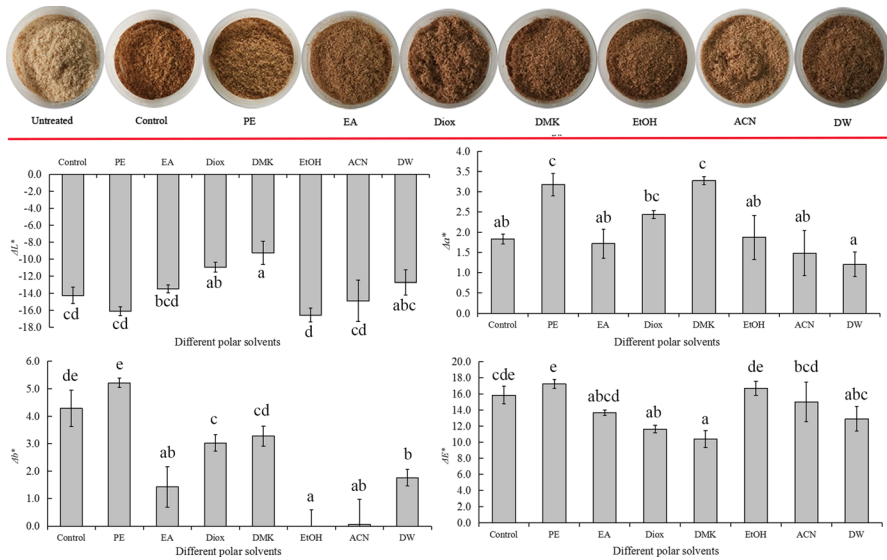 Untreated Control PE EA Diox DMK EtOH ACN DW
Control PE EA Diox DMK EtOH ACN DW
0.0
-2.0
-4.0
-6.0
-8.0
-10.0
-12.0
-14.0
-16.0
-18.0
ΔL*
cd cd bcd ab a d cd abc
Different polar solvents
4.0
3.5
3.0
2.5
2.0
1.5
1.0
0.5
0.0
Δa*
ab c ab bc c ab ab a
Control PE EA Diox DMK EtOH ACN DW
Different polar solvents
6.0
5.0
4.0
3.0
2.0
1.0
0.0
Δb*
de e ab c cd a ab b
Control PE EA Diox DMK EtOH ACN DW
Different polar solvents
20.0
18.0
16.0
14.0
12.0
10.0
8.0
6.0
4.0
2.0
0.0
ΔE*
cde e abcd ab a de bcd abc
Control PE EA Diox DMK EtOH ACN DW
Different polar solvents